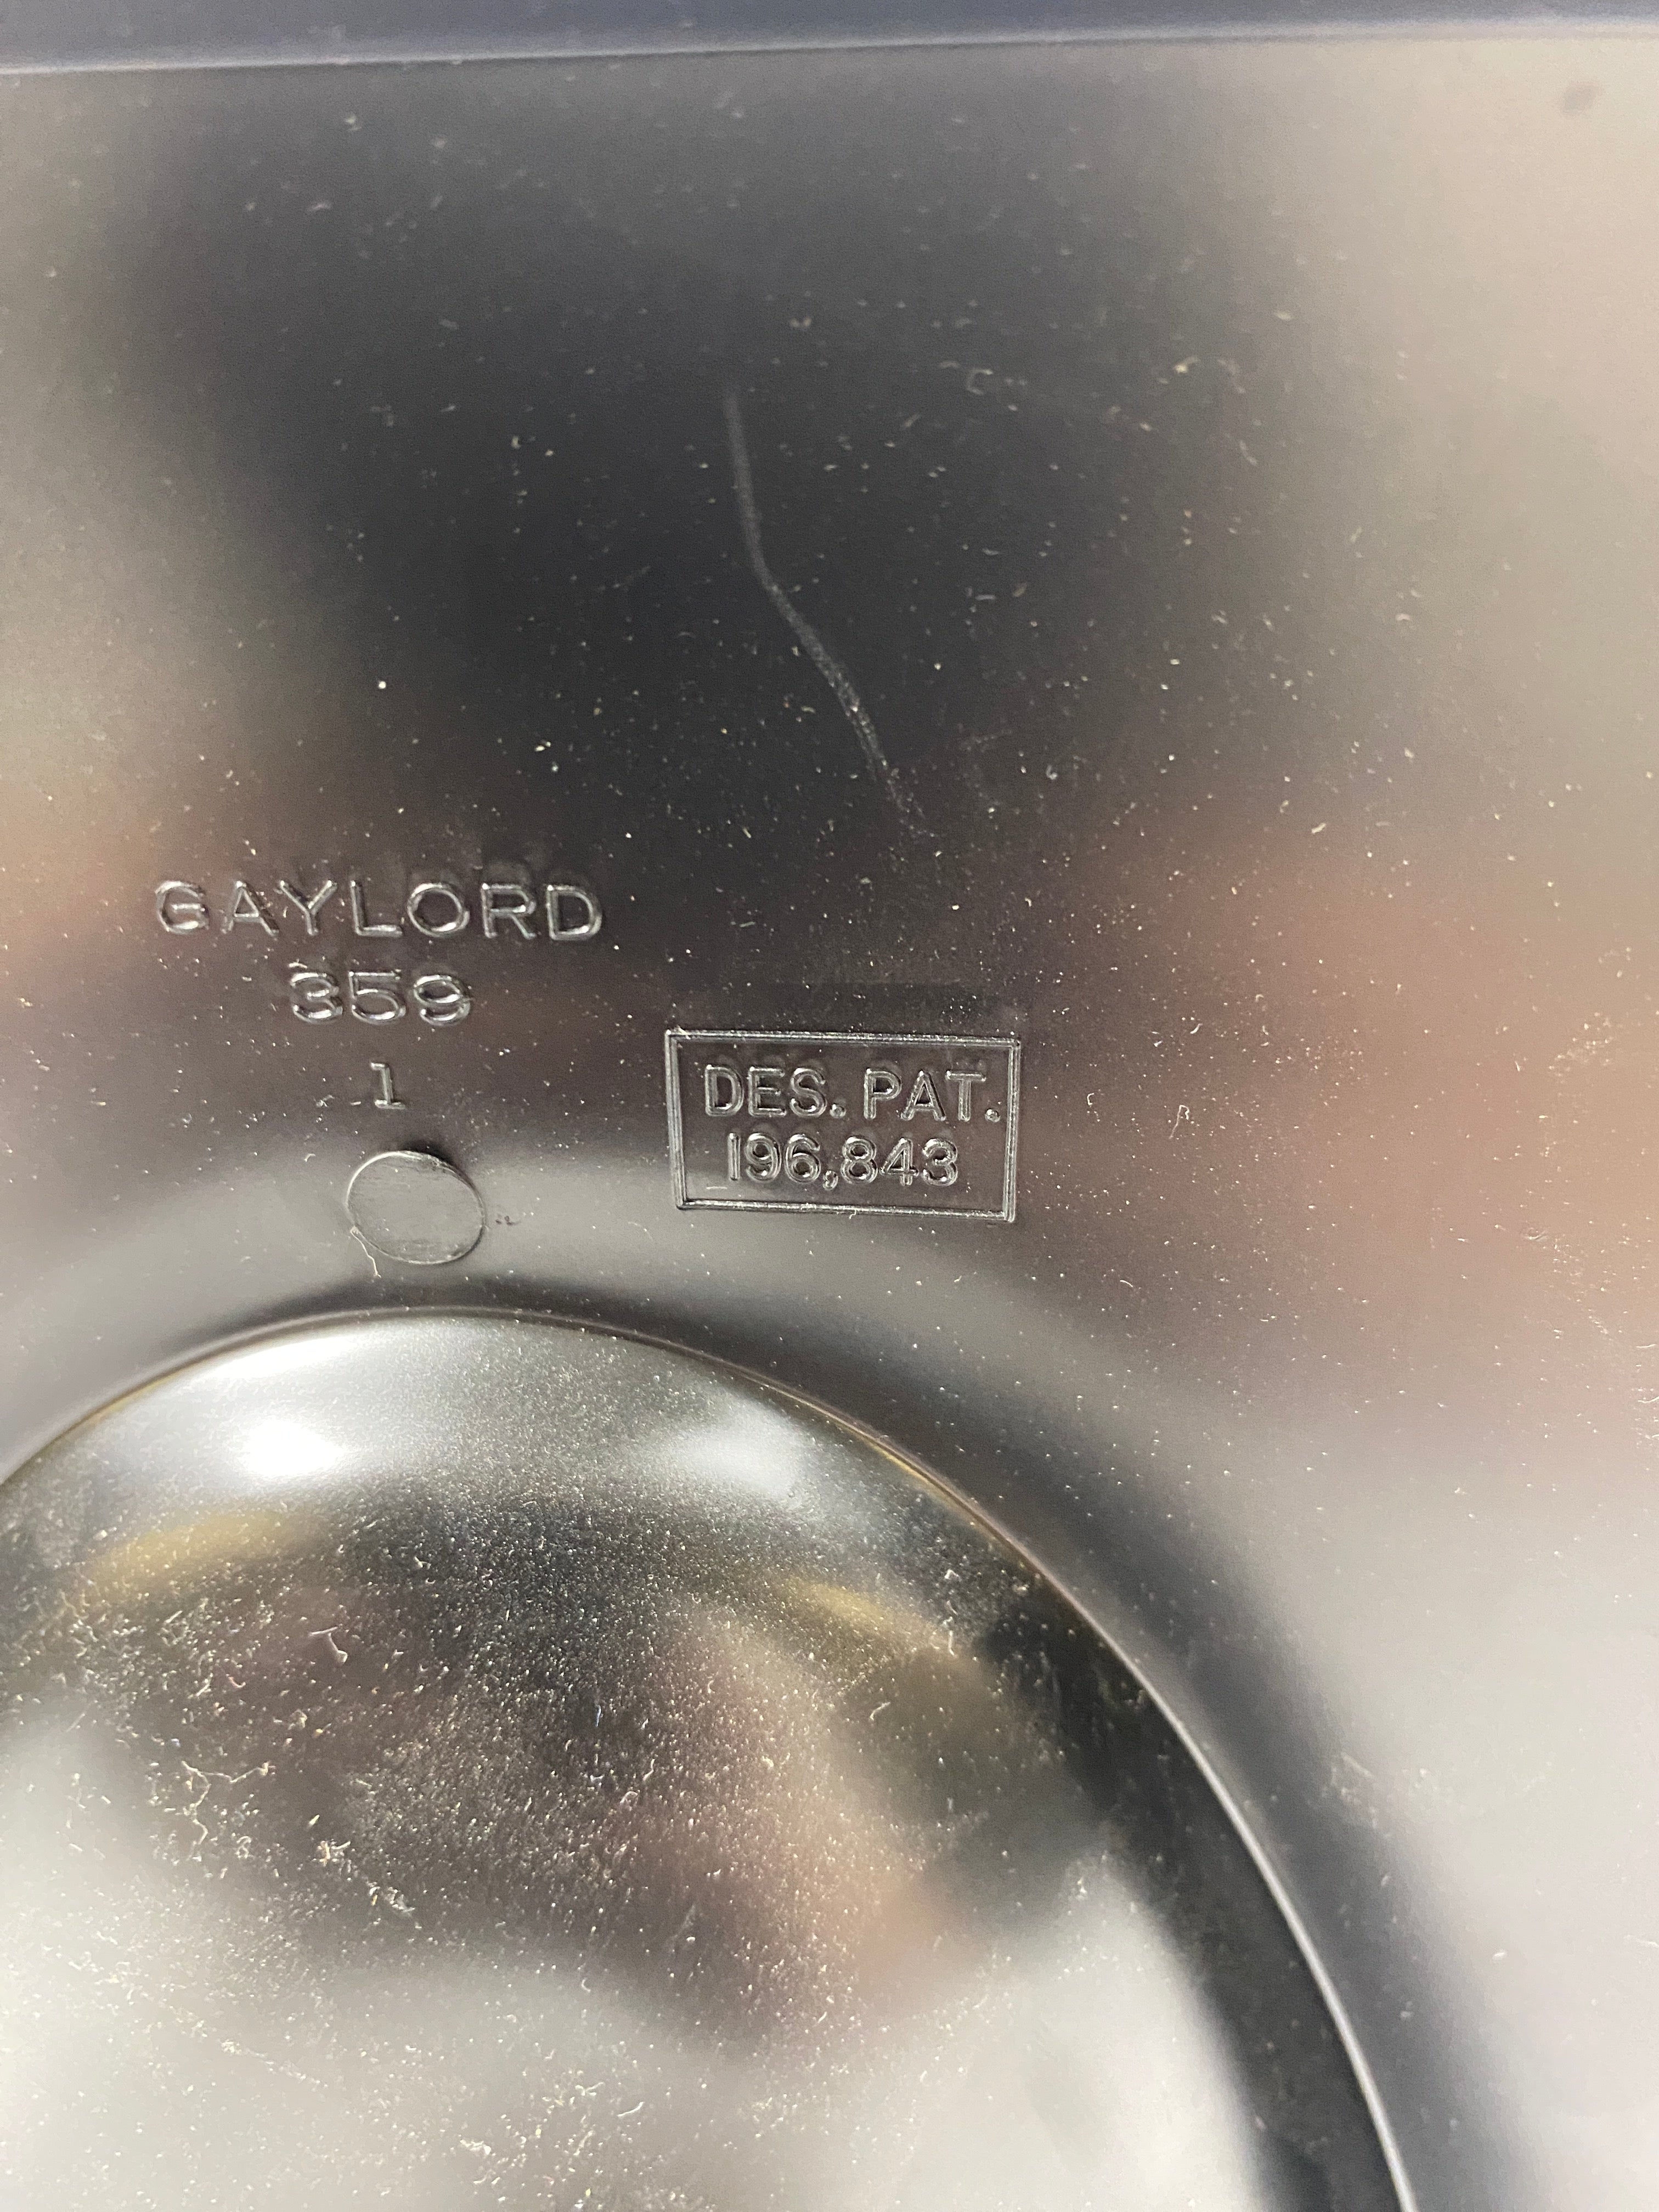 GAYLORD
359
1
DES. PAT.
196,843